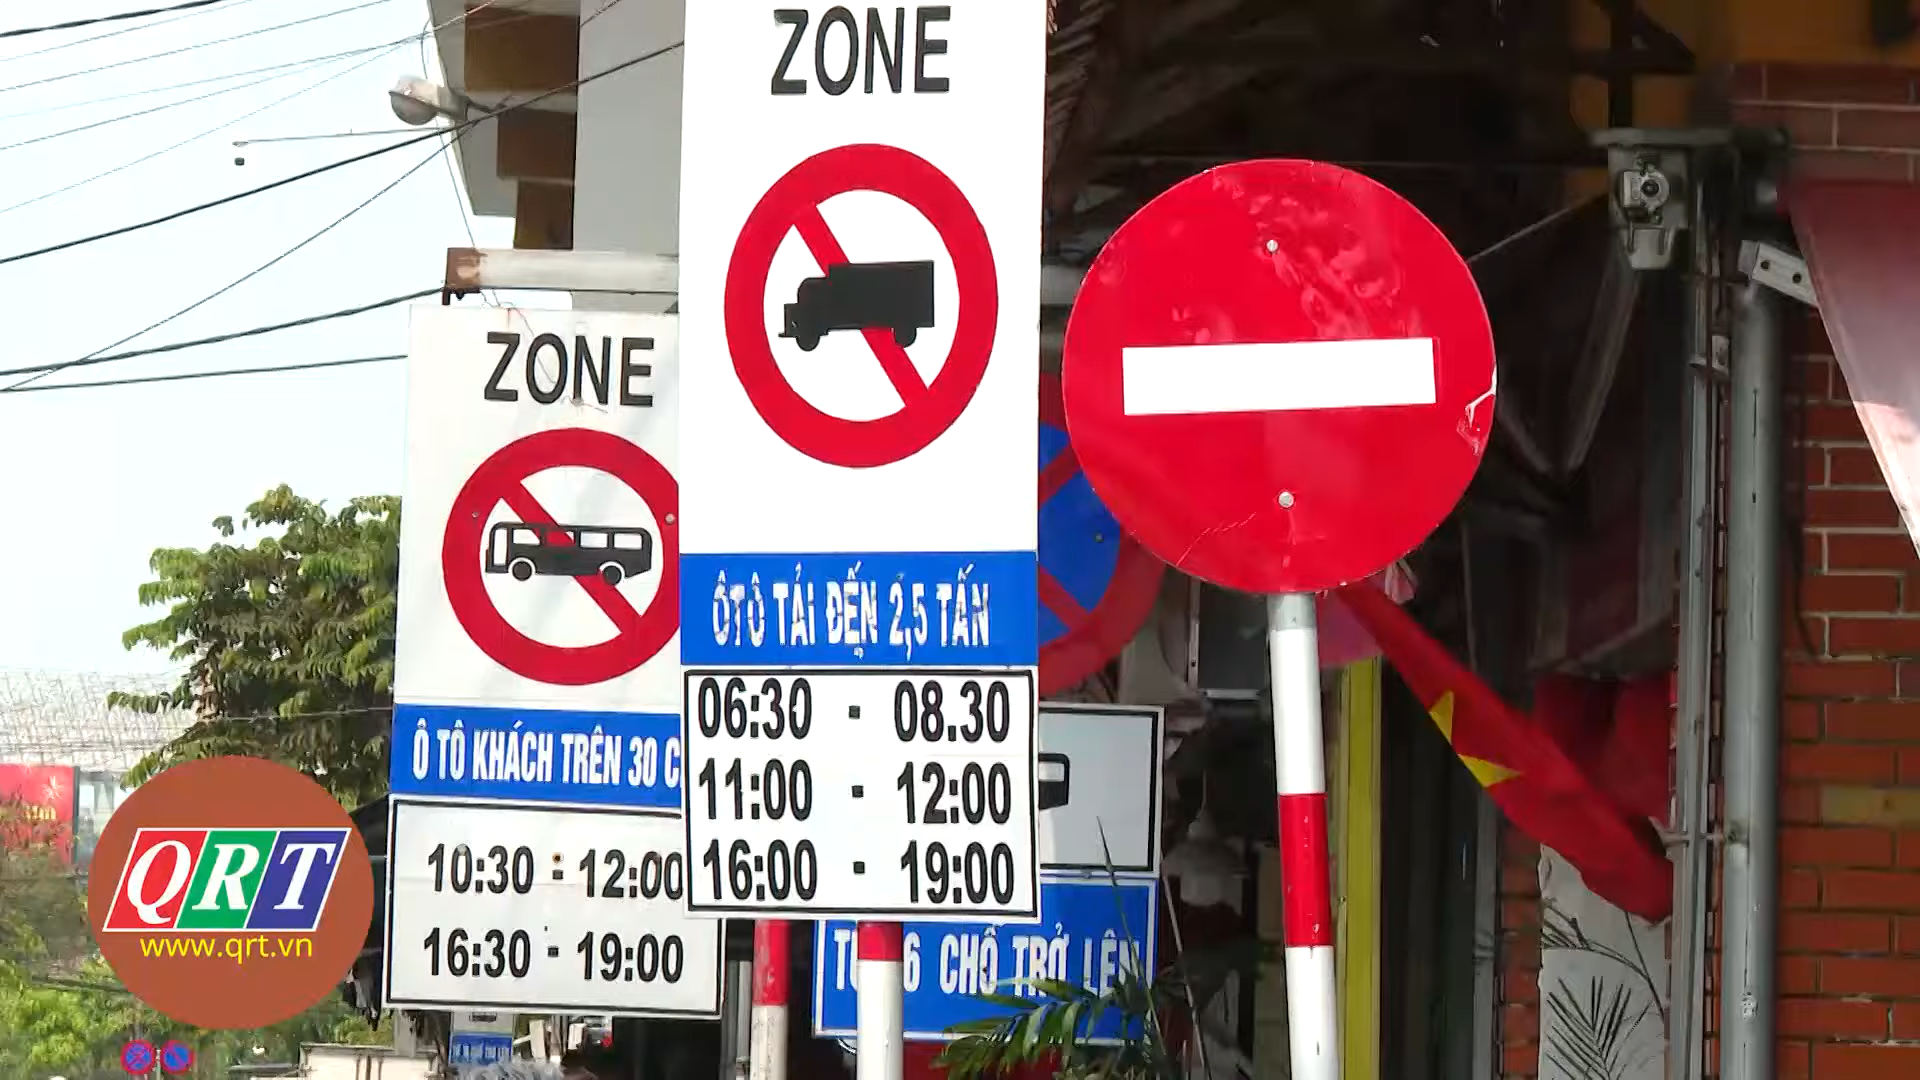 ZONE
ÔTÔ TẢI ĐẾN 2,5 TẤN
06:30 - 08.30
11:00 - 12:00
16:00 - 19:00
ZONE
Ô TÔ KHÁCH TRÊN 30
10:30 - 12:00
16:30 - 19:00
6 CHỖ TRỞ LÊN
QRT
www.qrt.vn